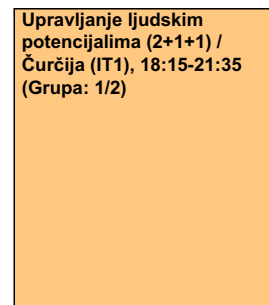 Upravljanje ljudskim
potencijalima (2+1+1) /
Čurčija (IT1), 18:15-21:35
(Grupa: 1/2)